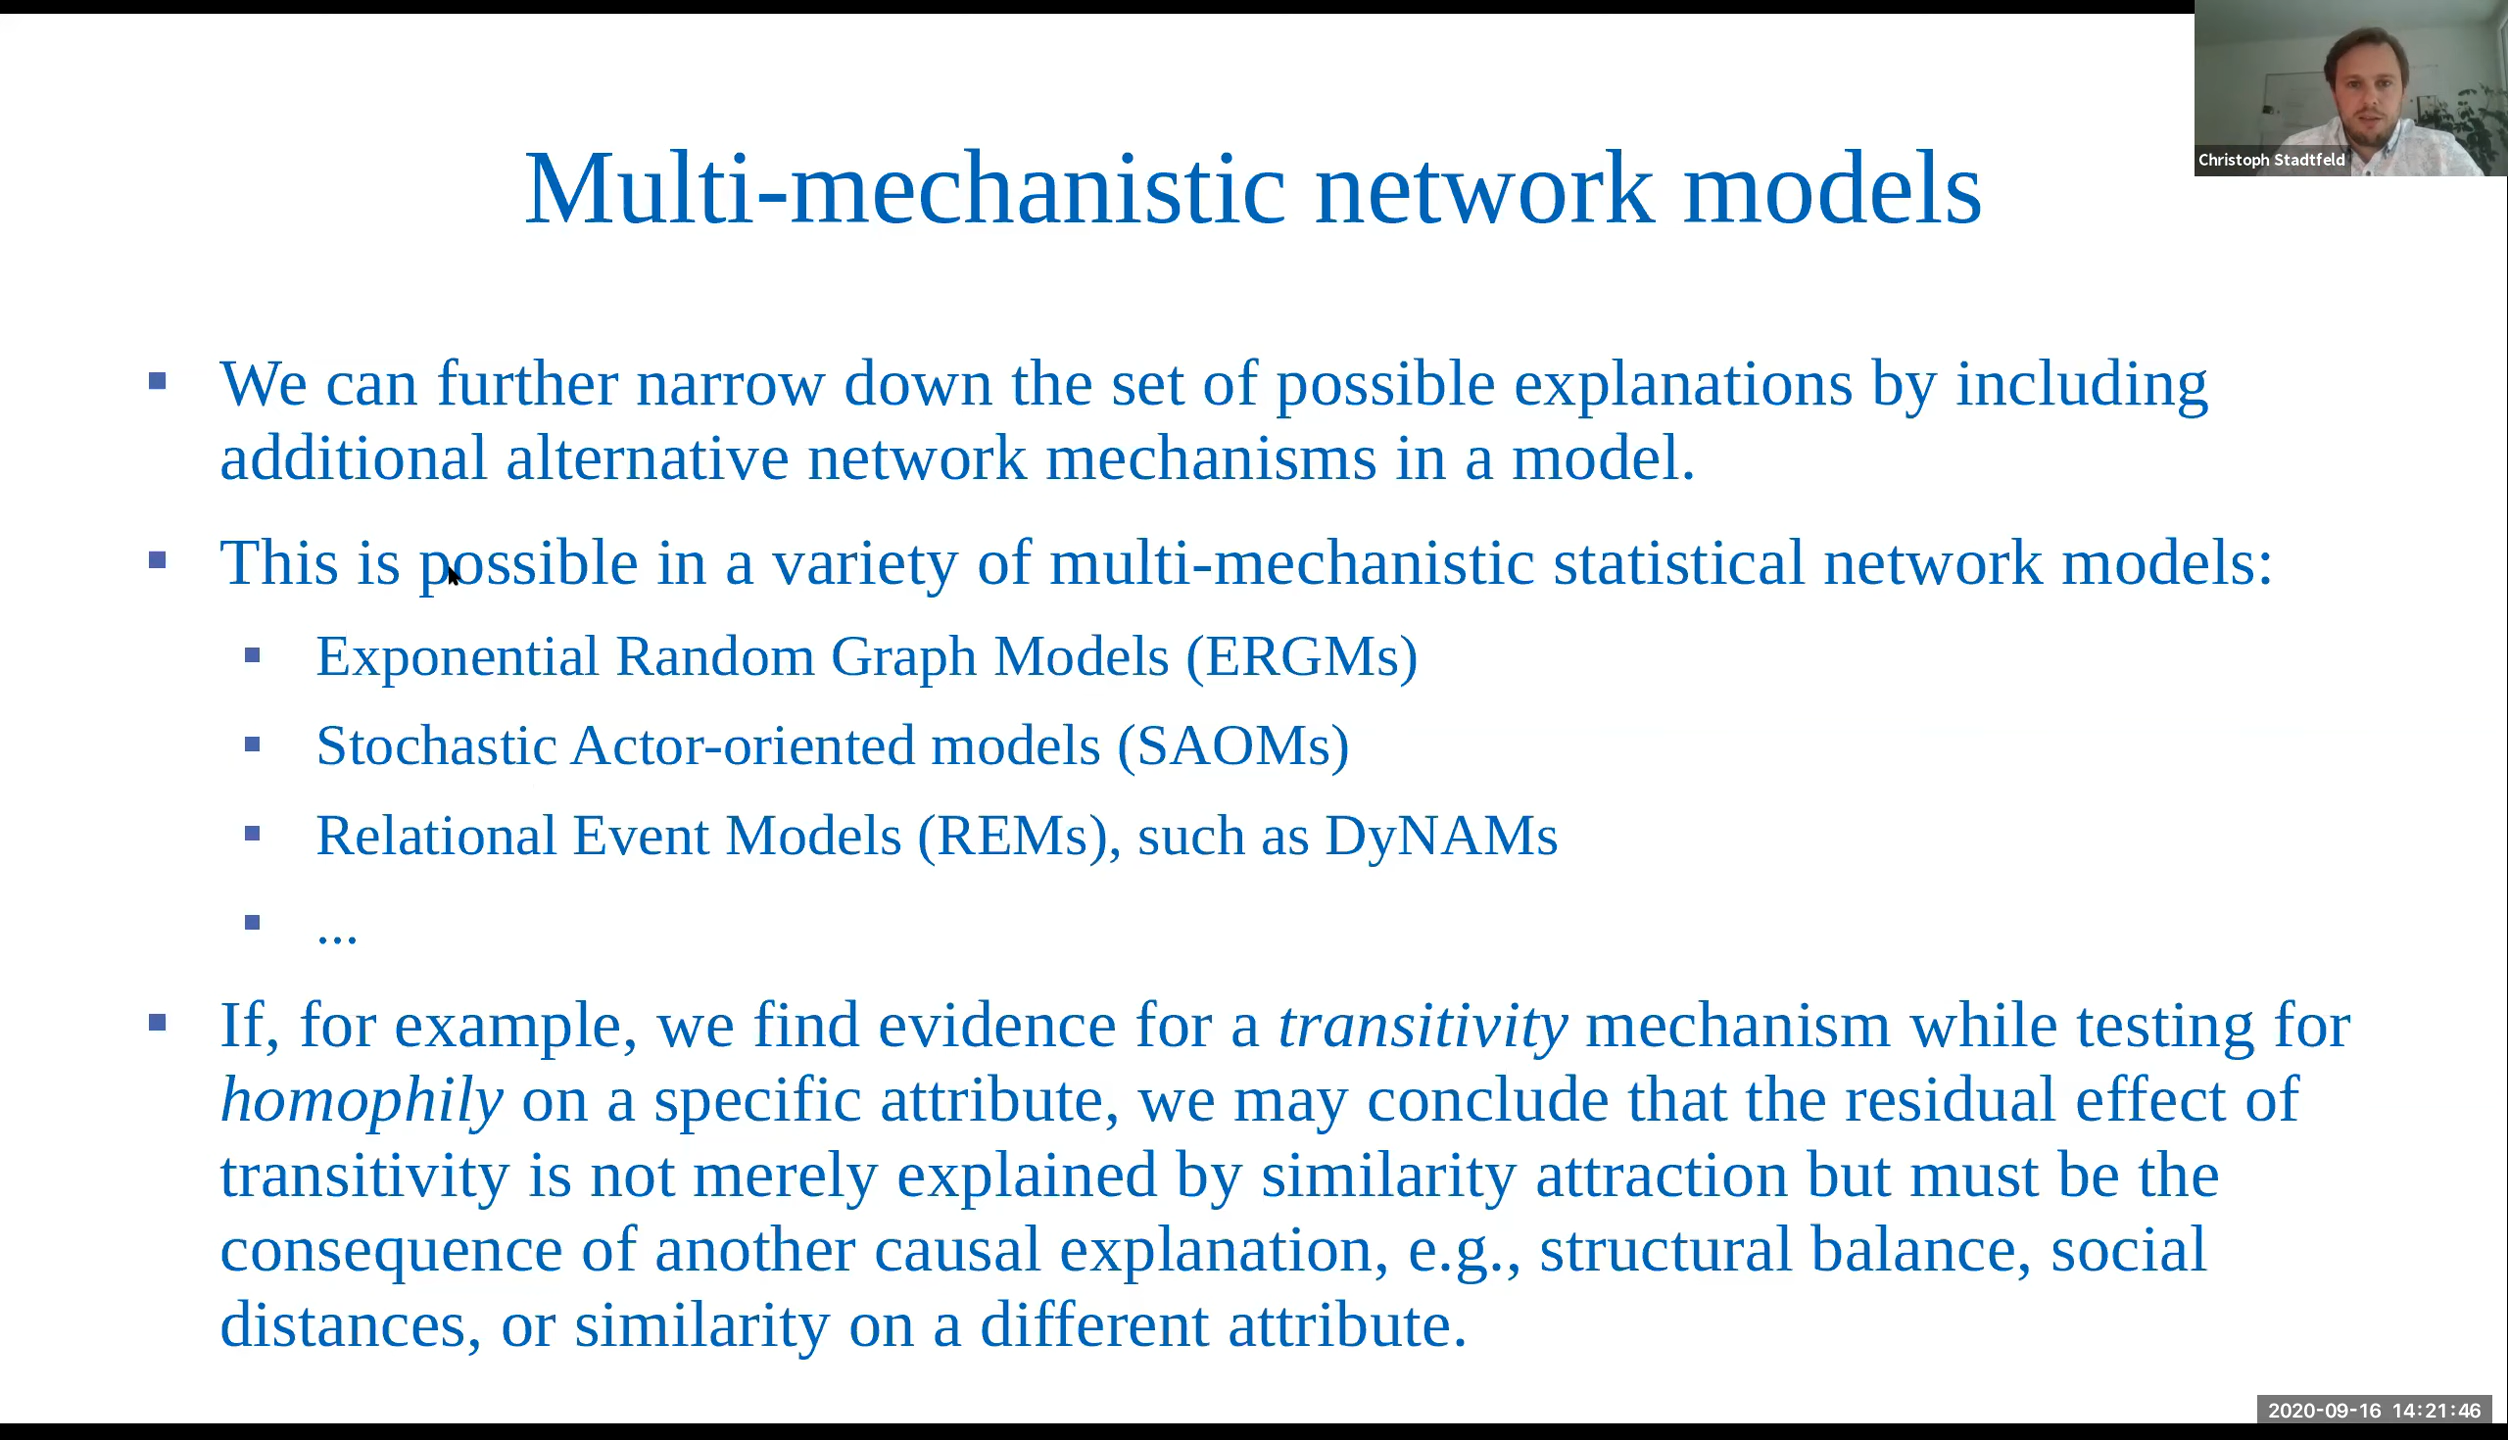 Christoph Stadtfeld
Multi-mechanistic network models
We can further narrow down the set of possible explanations by including
additional alternative network mechanisms in a model.
This is possible in a variety of multi-mechanistic statistical network models:
Exponential Random Graph Models (ERGMs)
Stochastic Actor-oriented models (SAOMs)
Relational Event Models (REMs), such as DyNAMs
...
If, for example, we find evidence for a transitivity mechanism while testing for
homophily on a specific attribute, we may conclude that the residual effect of
transitivity is not merely explained by similarity attraction but must be the
consequence of another causal explanation, e.g., structural balance, social
distances, or similarity on a different attribute.
2020-09-16 14:21:46